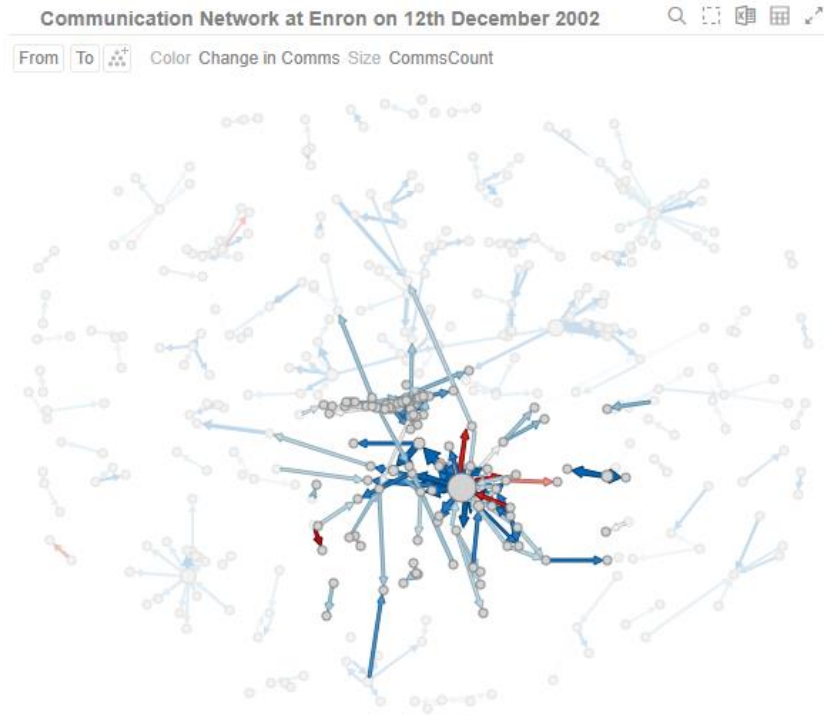 Communication Network at Enron on 12th December 2002
From To Color Change in Comms Size CommsCount